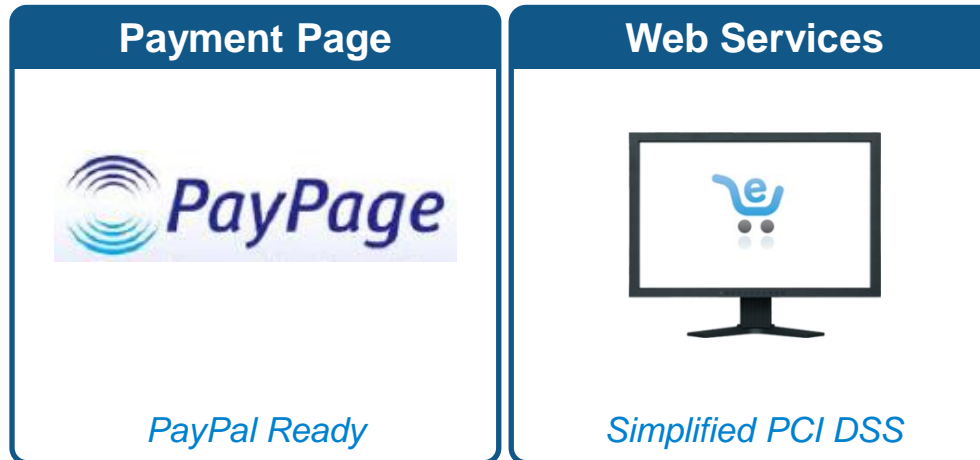 Payment Page
PayPage
PayPal Ready
Web Services
e
Simplified PCI DSS